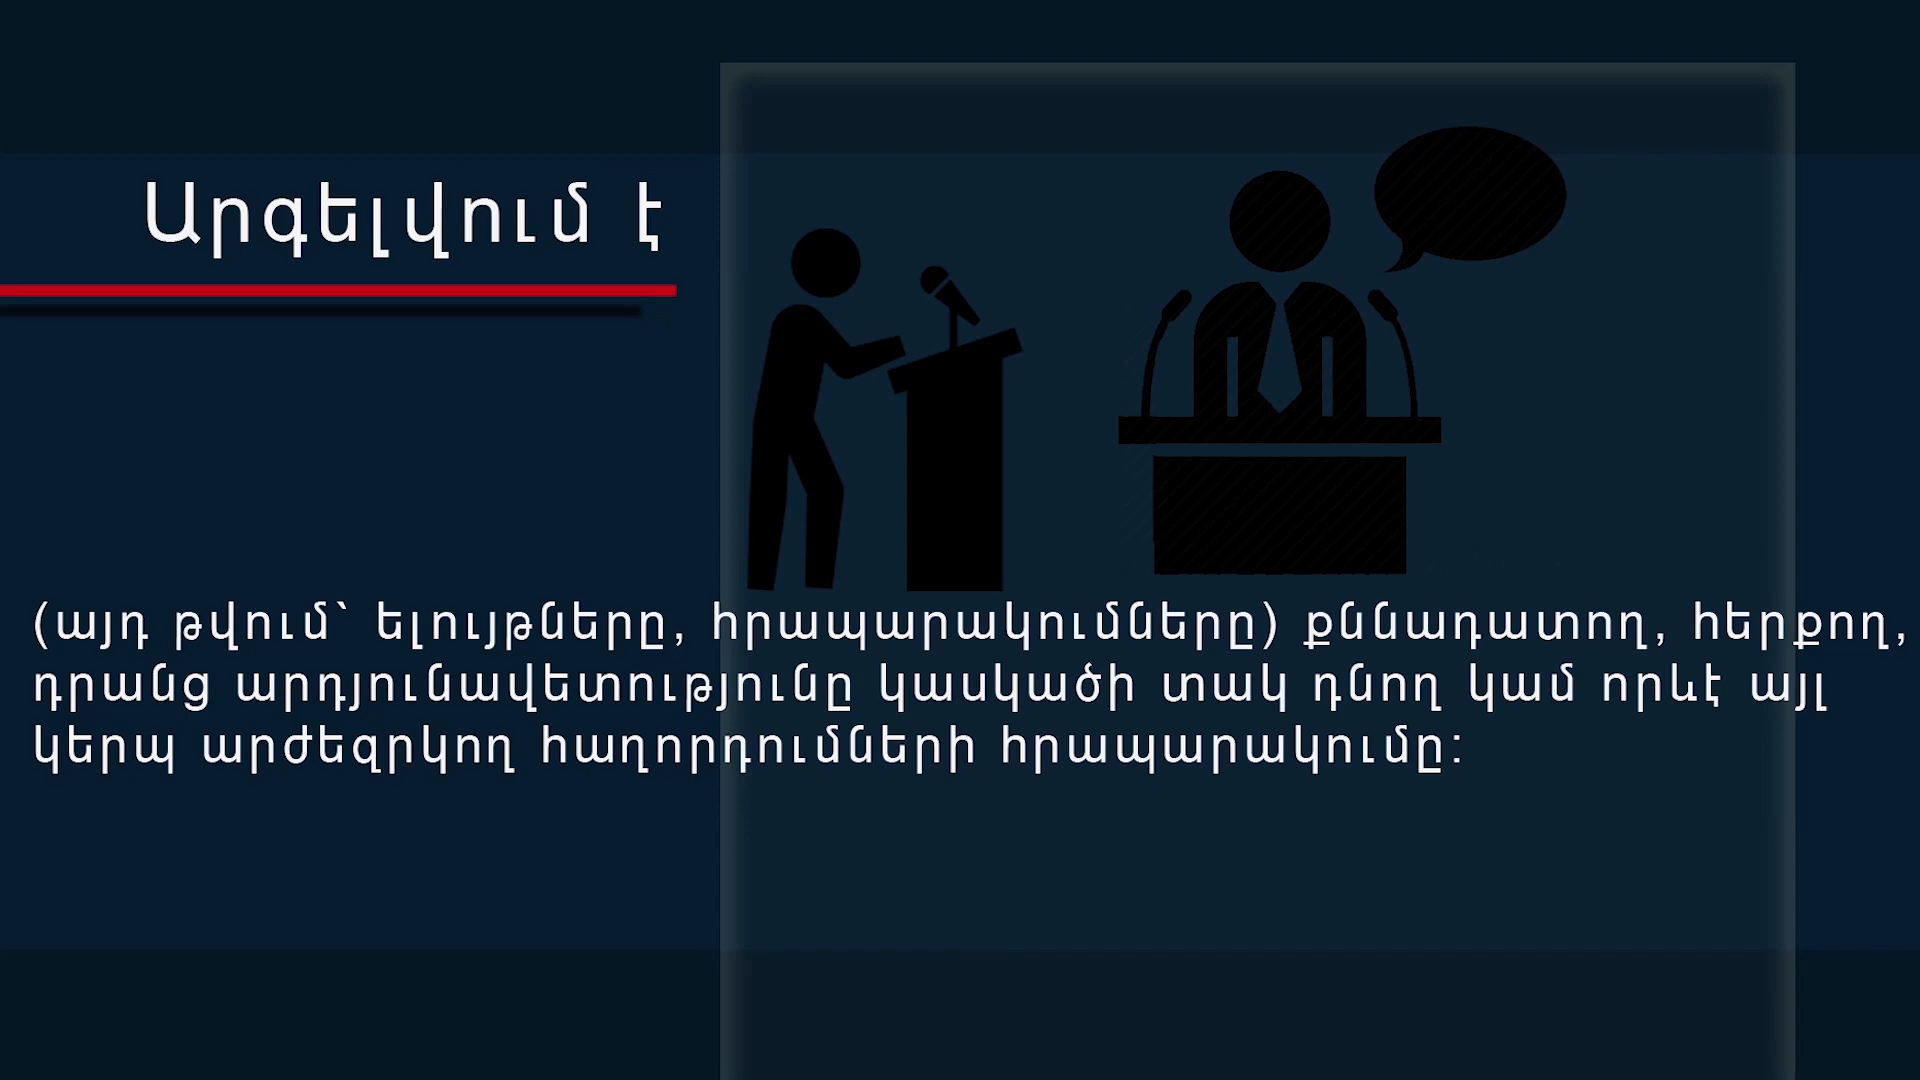 Արգելվում է
(այդ թվում՝ ելույթները, հրապարակումները) քննադատող, հերքող,
դրանց արդյունավետությունը կասկածի տակ դնող կամ որևէ այլ
կերպ արժեզրկող հաղորդումների հրապարակումը: